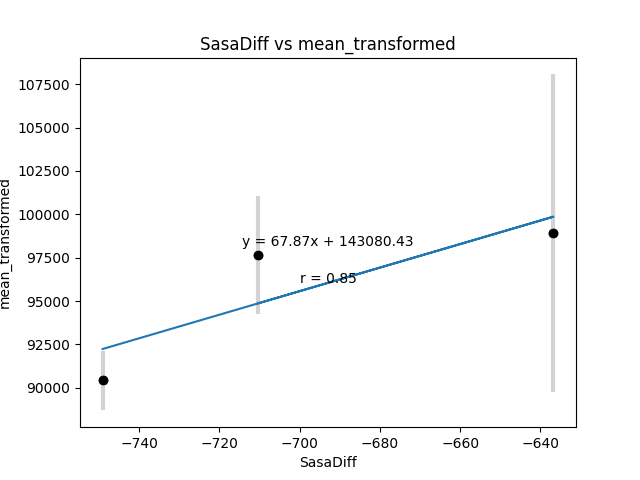 SasaDiff vs mean_transformed
107500
105000
102500
100000
97500
95000
92500
90000
mean_transformed
y = 67.87x + 143080.43
r = 0.85
−740
−720
−700
−680
−660
−640
SasaDiff